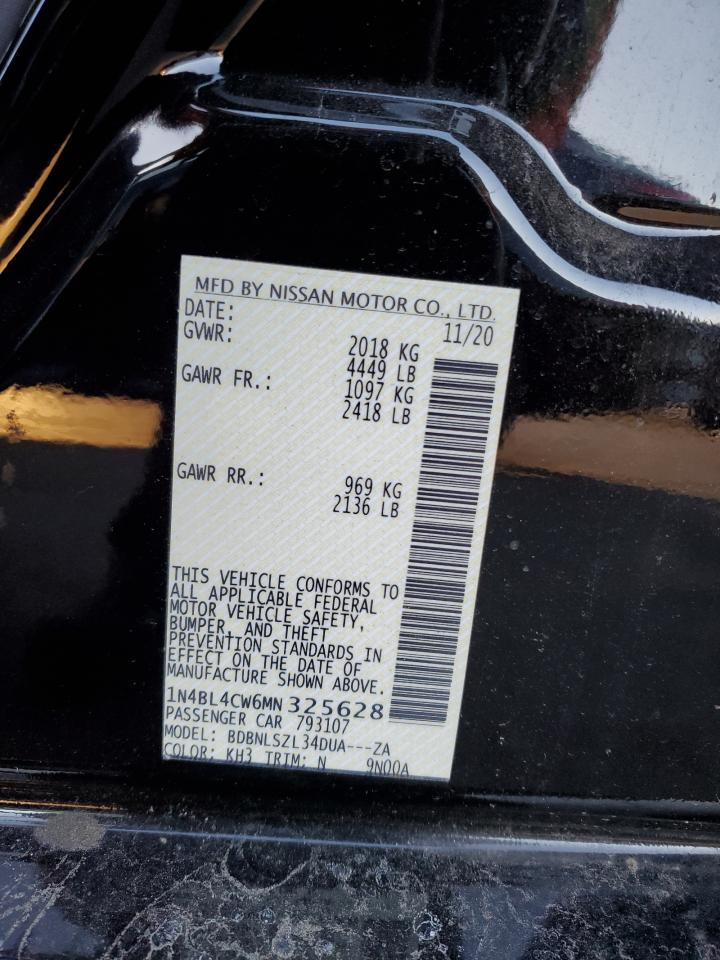 MFD BY NISSAN MOTOR CO., LTD.
DATE: 11/20
GVWR: 2018 KG
4449 LB
GAWR FR.: 1097 KG
2418 LB
GAWR RR.: 969 KG
2136 LB
THIS VEHICLE CONFORMS TO
ALL APPLICABLE FEDERAL
MOTOR VEHICLE SAFETY,
BUMPER, AND THEFT
PREVENTION STANDARDS IN
EFFECT ON THE DATE OF
MANUFACTURE SHOWN ABOVE.
1N4BL4CW6MN325628
PASSENGER CAR 793107
MODEL: BDBNLSZL34DUA---ZA
COLOR: KH3 TRIM: N 9N00A